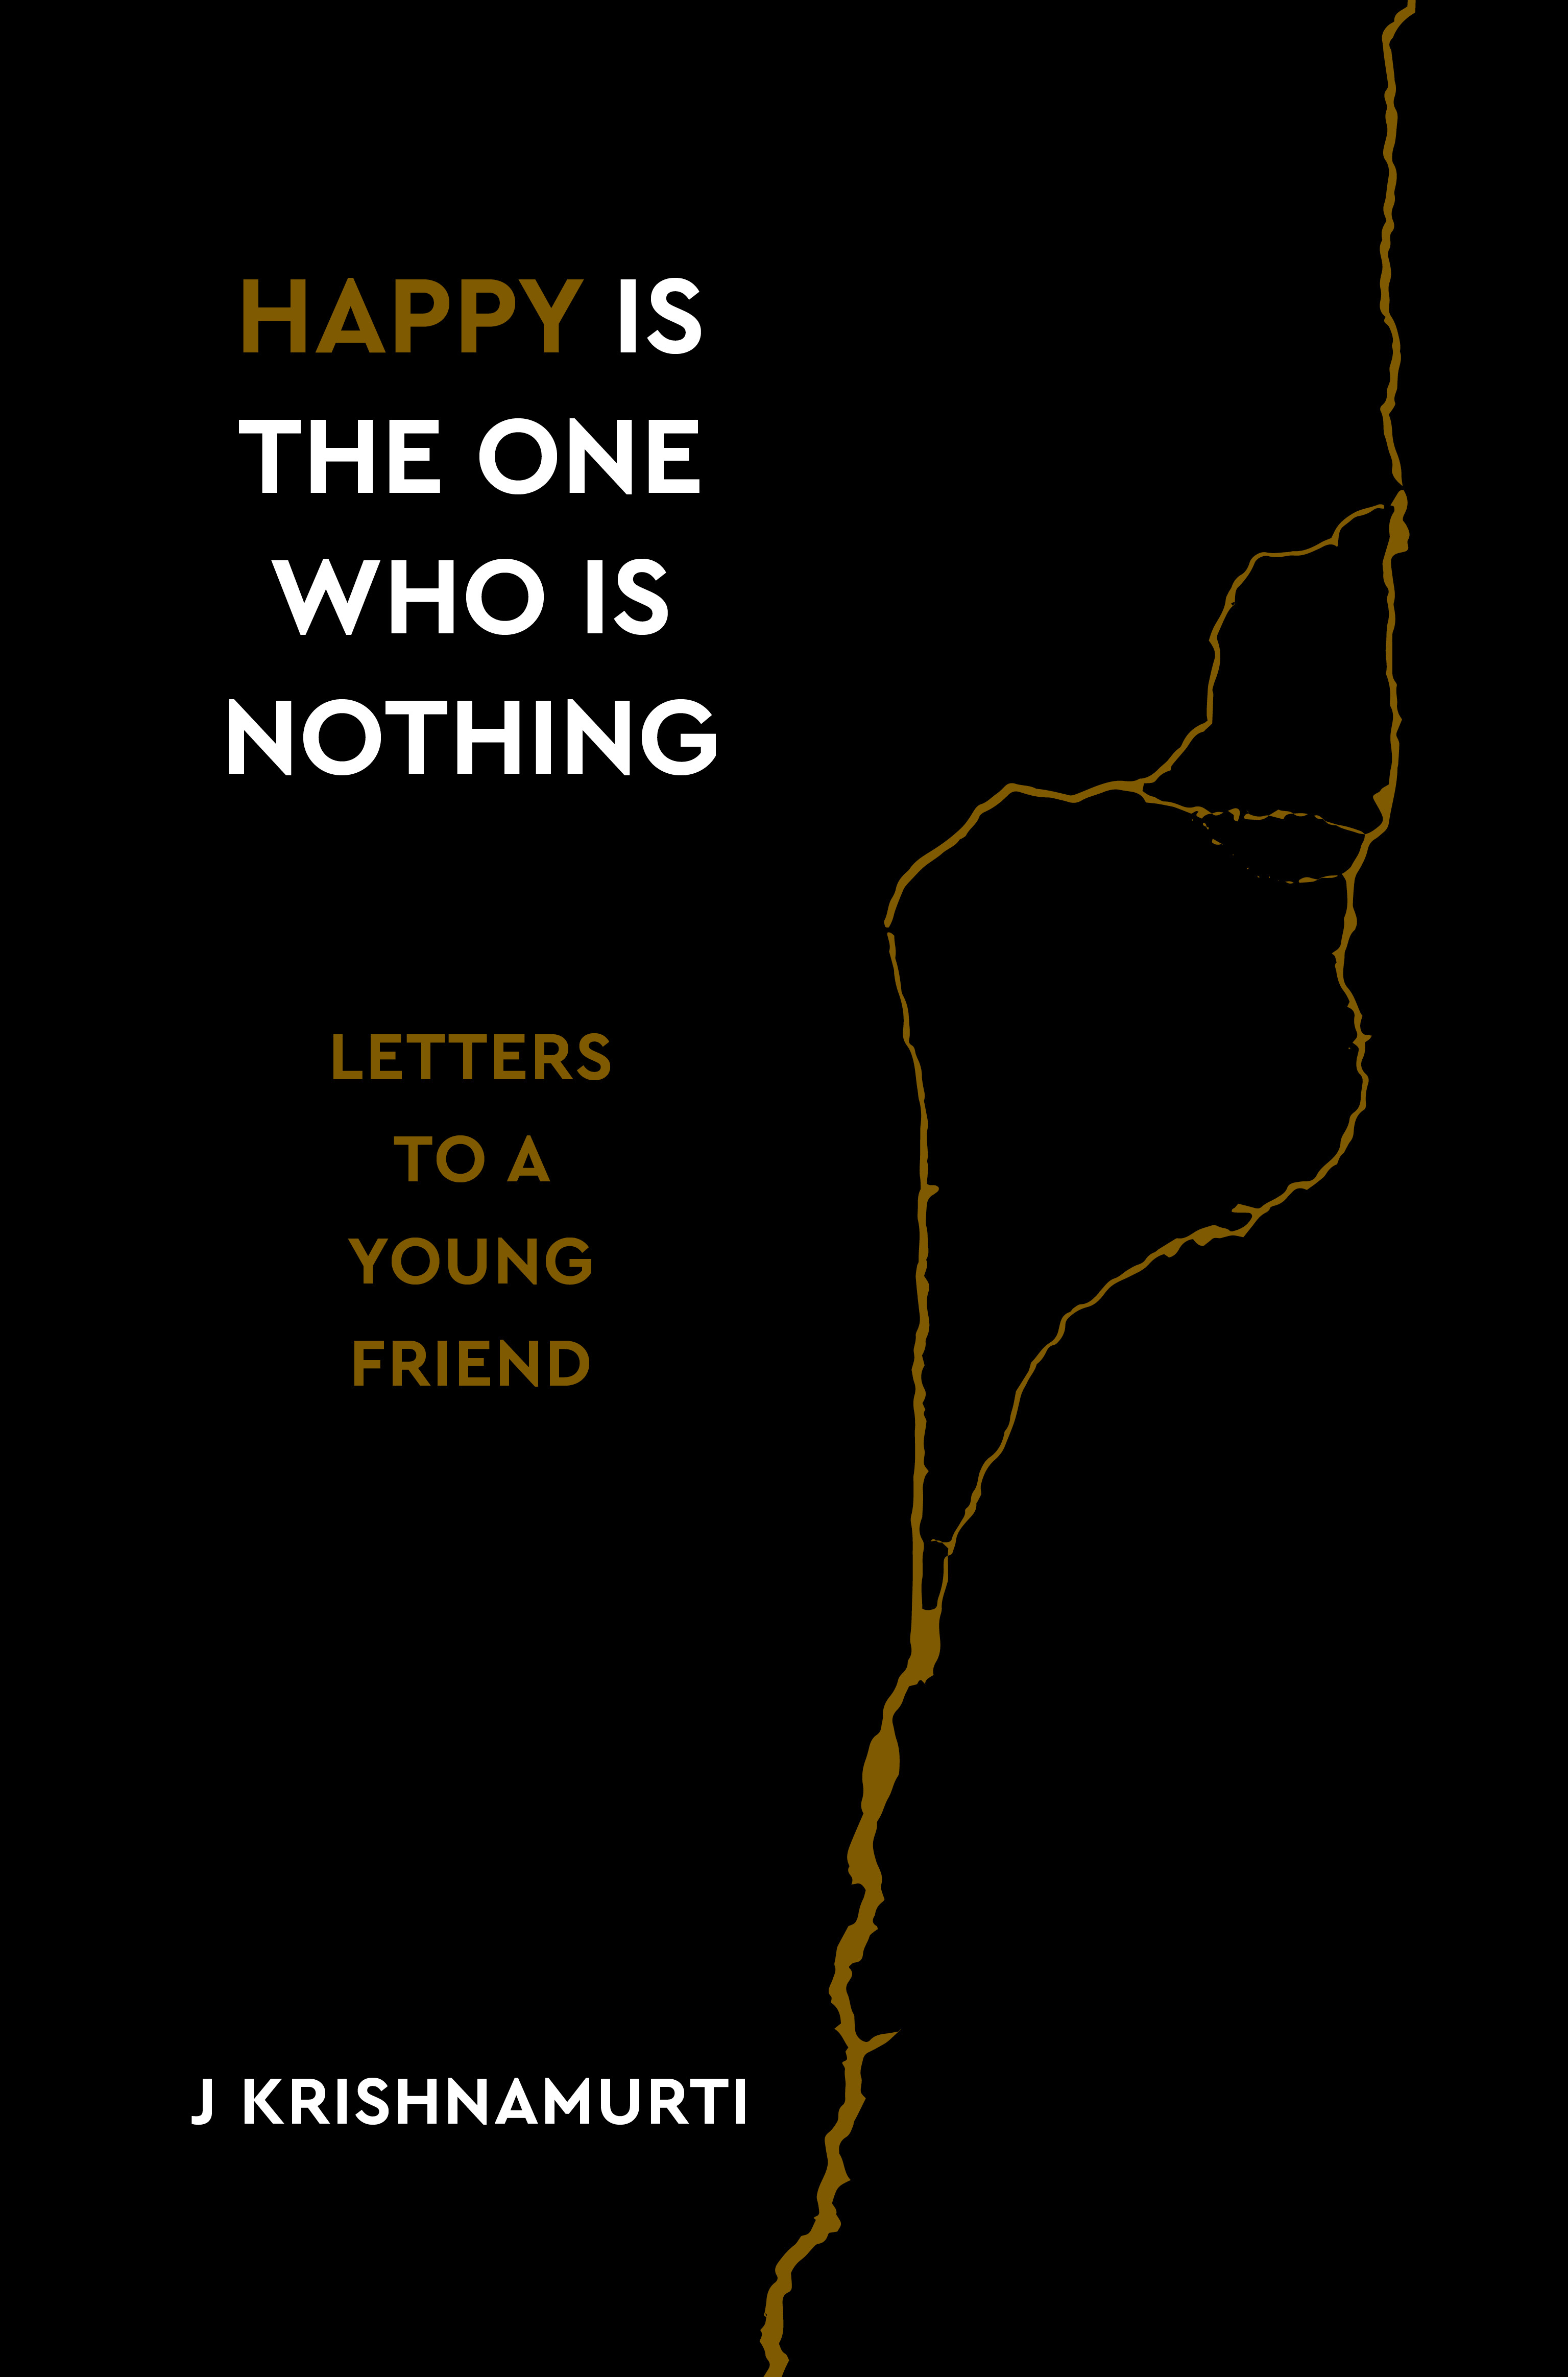 HAPPY IS
THE ONE
WHO IS
NOTHING
LETTERS
TO A
YOUNG
FRIEND
J KRISHNAMURTI